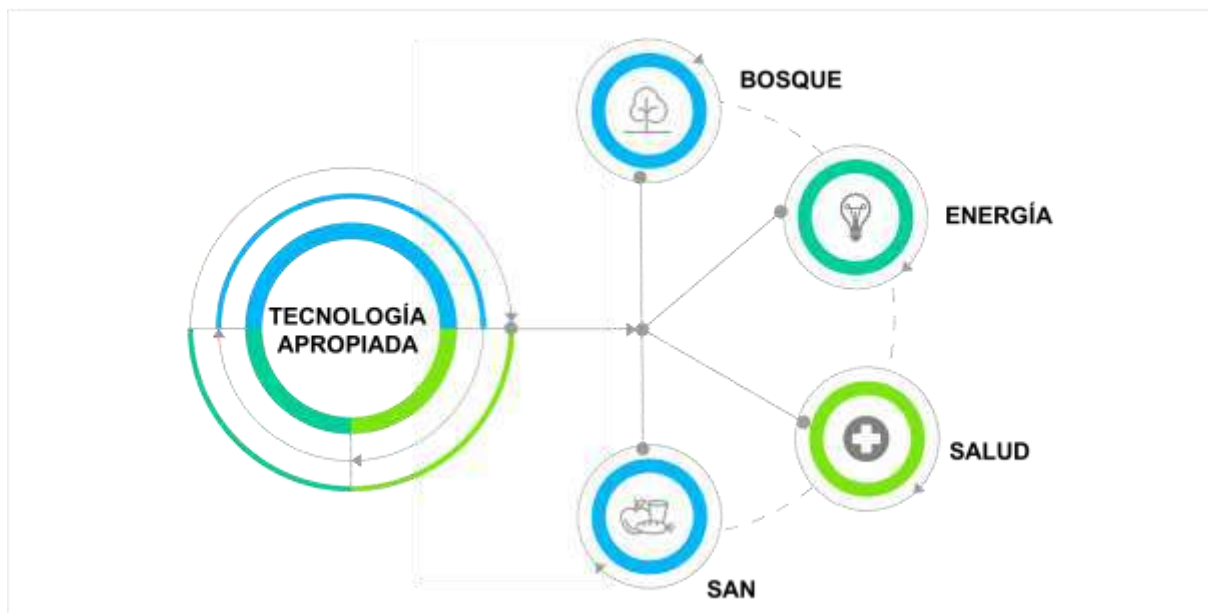 BOSQUE
ENERGÍA
TECNOLOGÍA
APROPIADA
SALUD
SAN